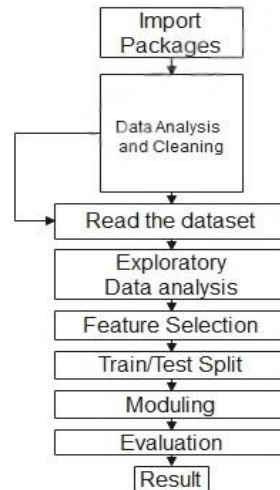 Import
Packages
Data Analysis
and Cleaning
Read the dataset
Exploratory
Data analysis
Feature Selection
Train/Test Split
Moduling
Evaluation
Result